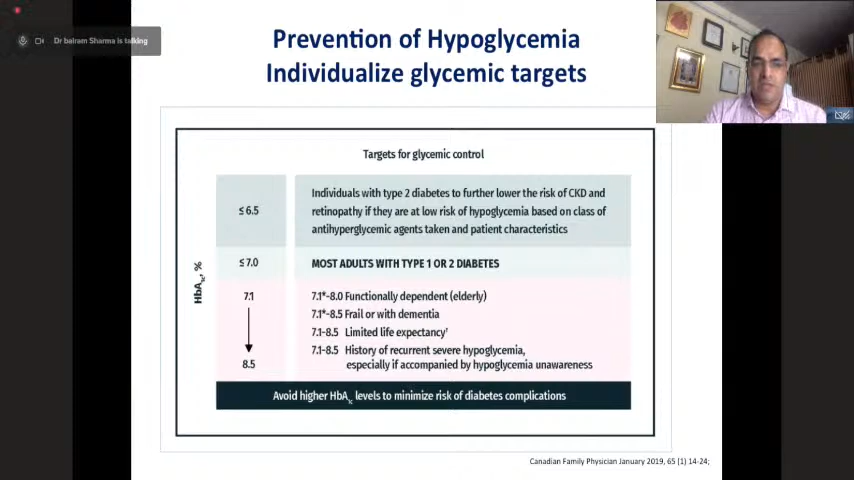 Dr belram Sharma is talking
Prevention of Hypoglycemia
Individualize glycemic targets
Targets for glycemic control
HbA1c, %
≤ 6.5
Individuals with type 2 diabetes to further lower the risk of CKD and
retinopathy if they are at low risk of hypoglycemia based on class of
antihyperglycemic agents taken and patient characteristics
≤ 7.0
MOST ADULTS WITH TYPE 1 OR 2 DIABETES
7.1
8.5
7.1*-8.0 Functionally dependent (elderly)
7.1*-8.5 Frail or with dementia
7.1-8.5 Limited life expectancy†
7.1-8.5 History of recurrent severe hypoglycemia,
especially if accompanied by hypoglycemia unawareness
Avoid higher HbA1c levels to minimize risk of diabetes complications
Canadian Family Physician January 2019, 65 (1) 14-24;